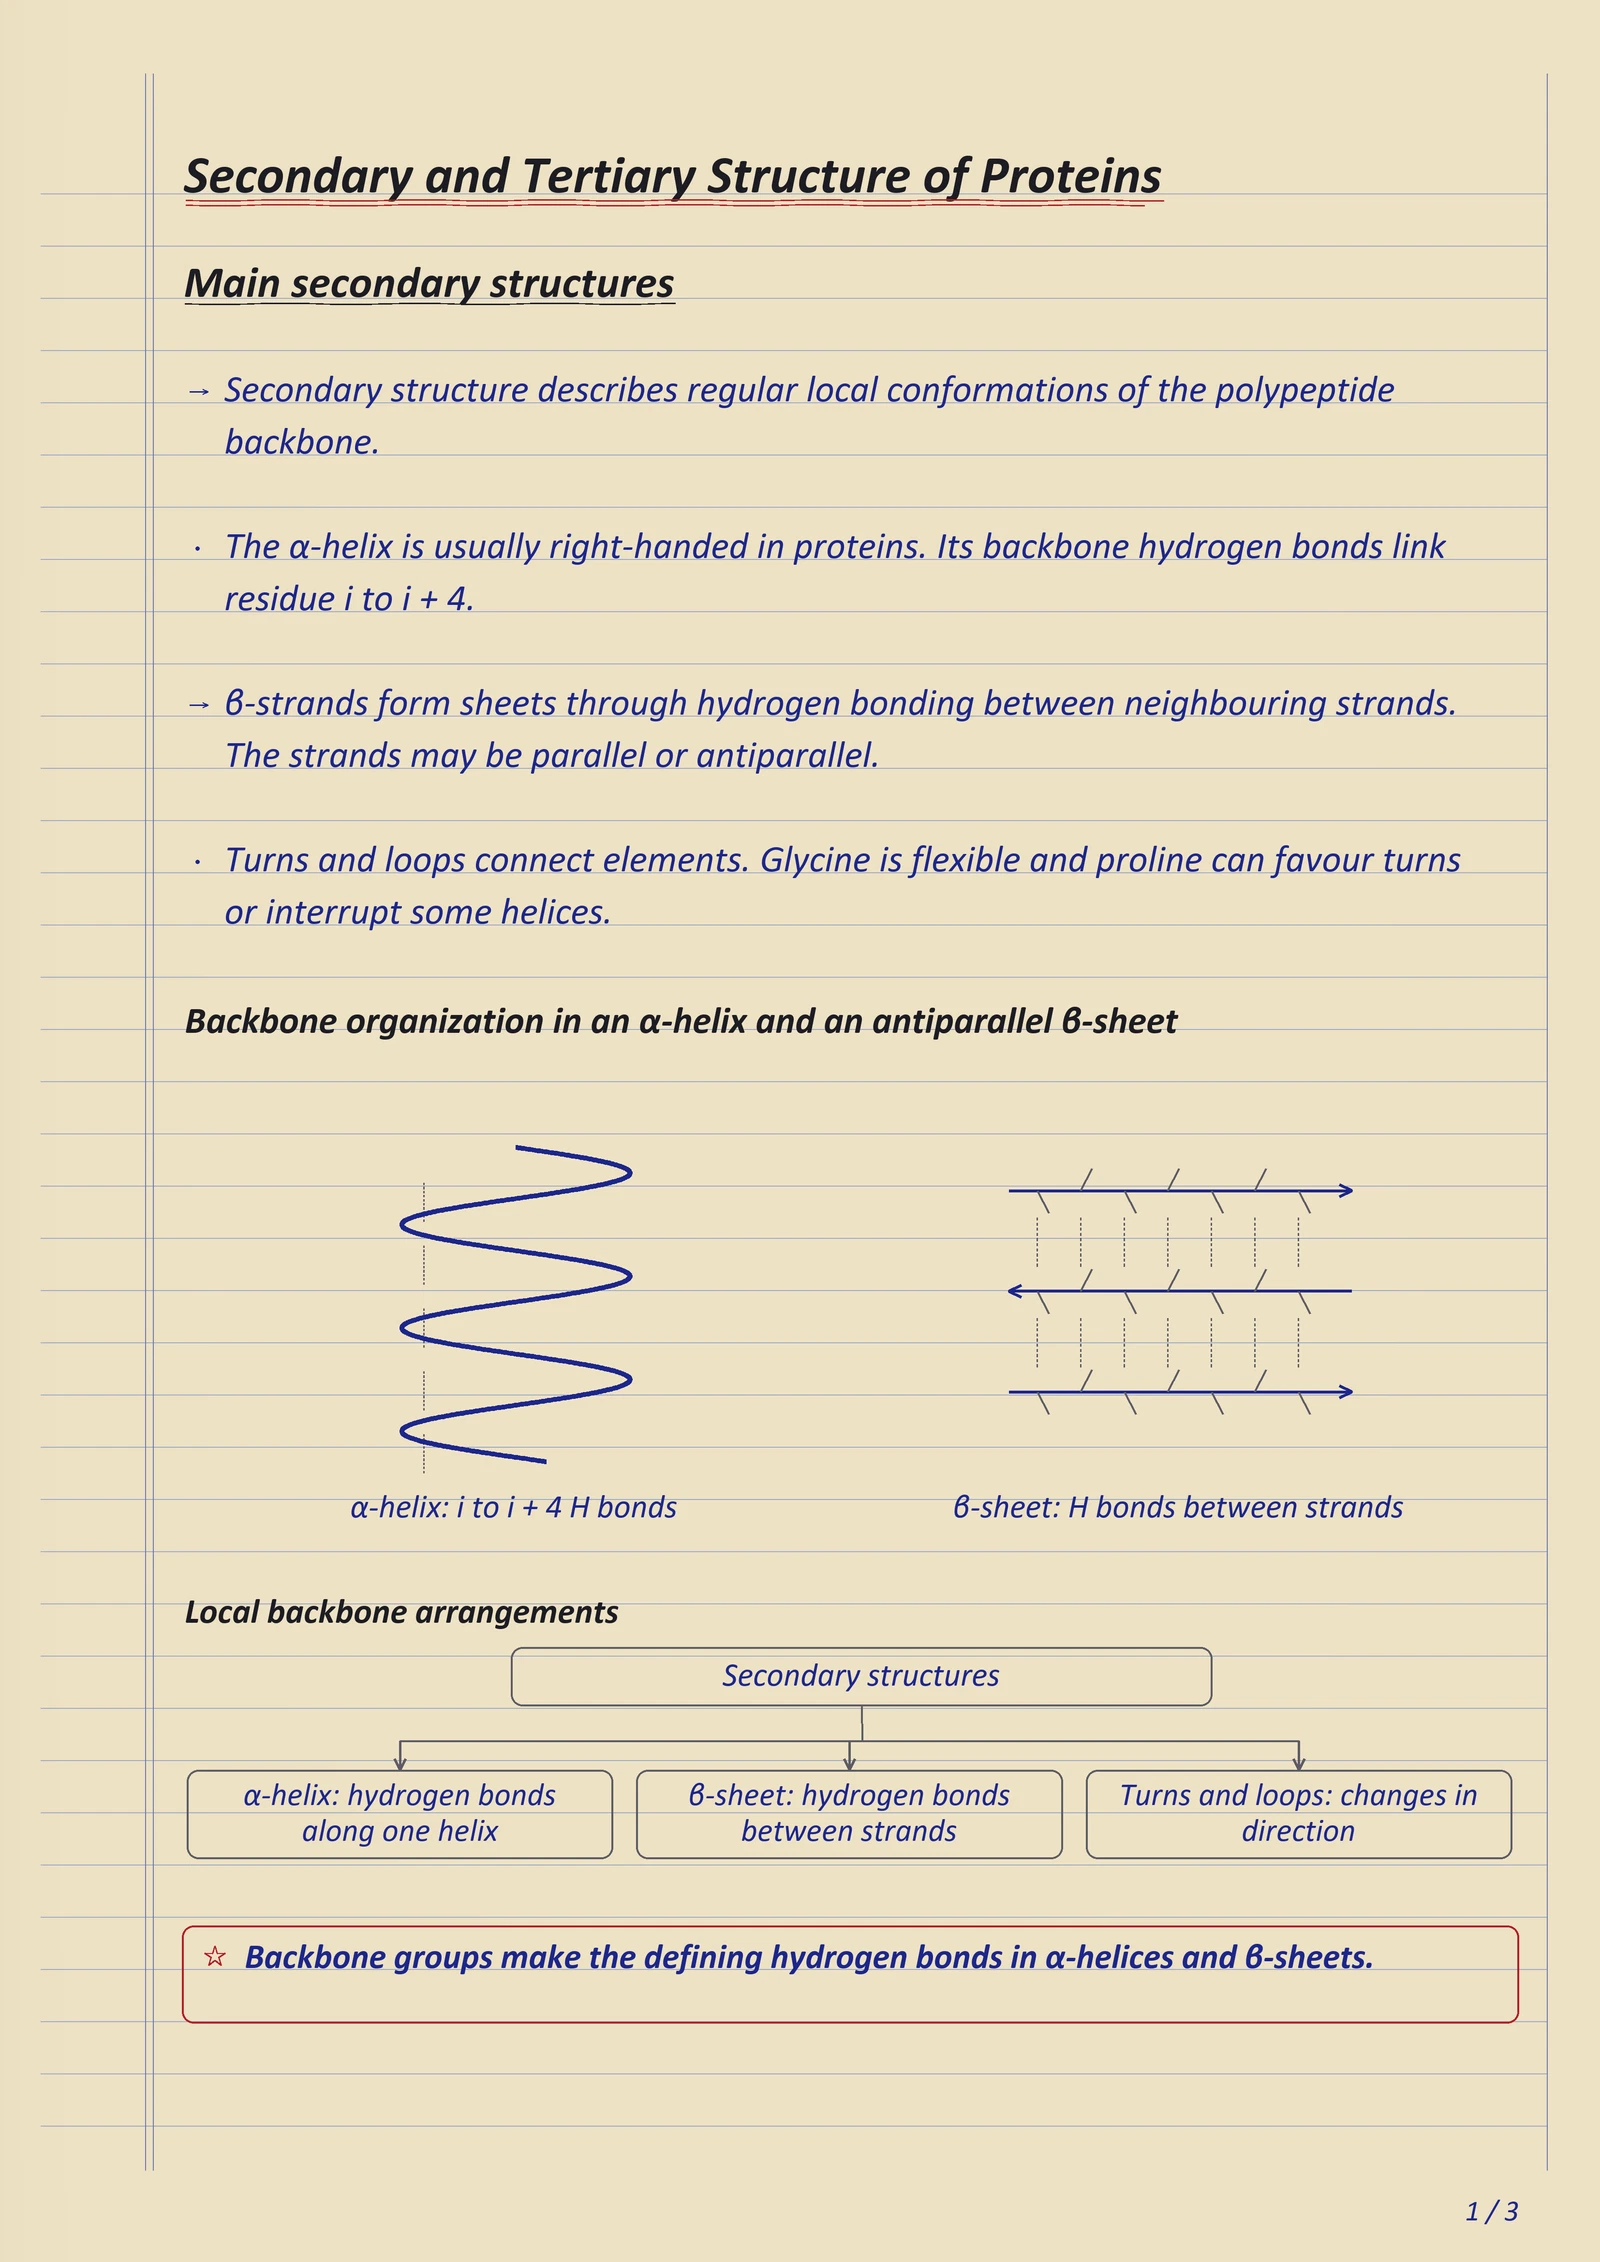 Secondary and Tertiary Structure of Proteins
Main secondary structures
→ Secondary structure describes regular local conformations of the polypeptide
backbone.
· The α-helix is usually right-handed in proteins. Its backbone hydrogen bonds link
residue i to i + 4.
→ β-strands form sheets through hydrogen bonding between neighbouring strands.
The strands may be parallel or antiparallel.
· Turns and loops connect elements. Glycine is flexible and proline can favour turns
or interrupt some helices.
Backbone organization in an α-helix and an antiparallel β-sheet
α-helix: i to i + 4 H bonds
β-sheet: H bonds between strands
Local backbone arrangements
Secondary structures
α-helix: hydrogen bonds
along one helix
β-sheet: hydrogen bonds
between strands
Turns and loops: changes in
direction
☆ Backbone groups make the defining hydrogen bonds in α-helices and β-sheets.
1 / 3